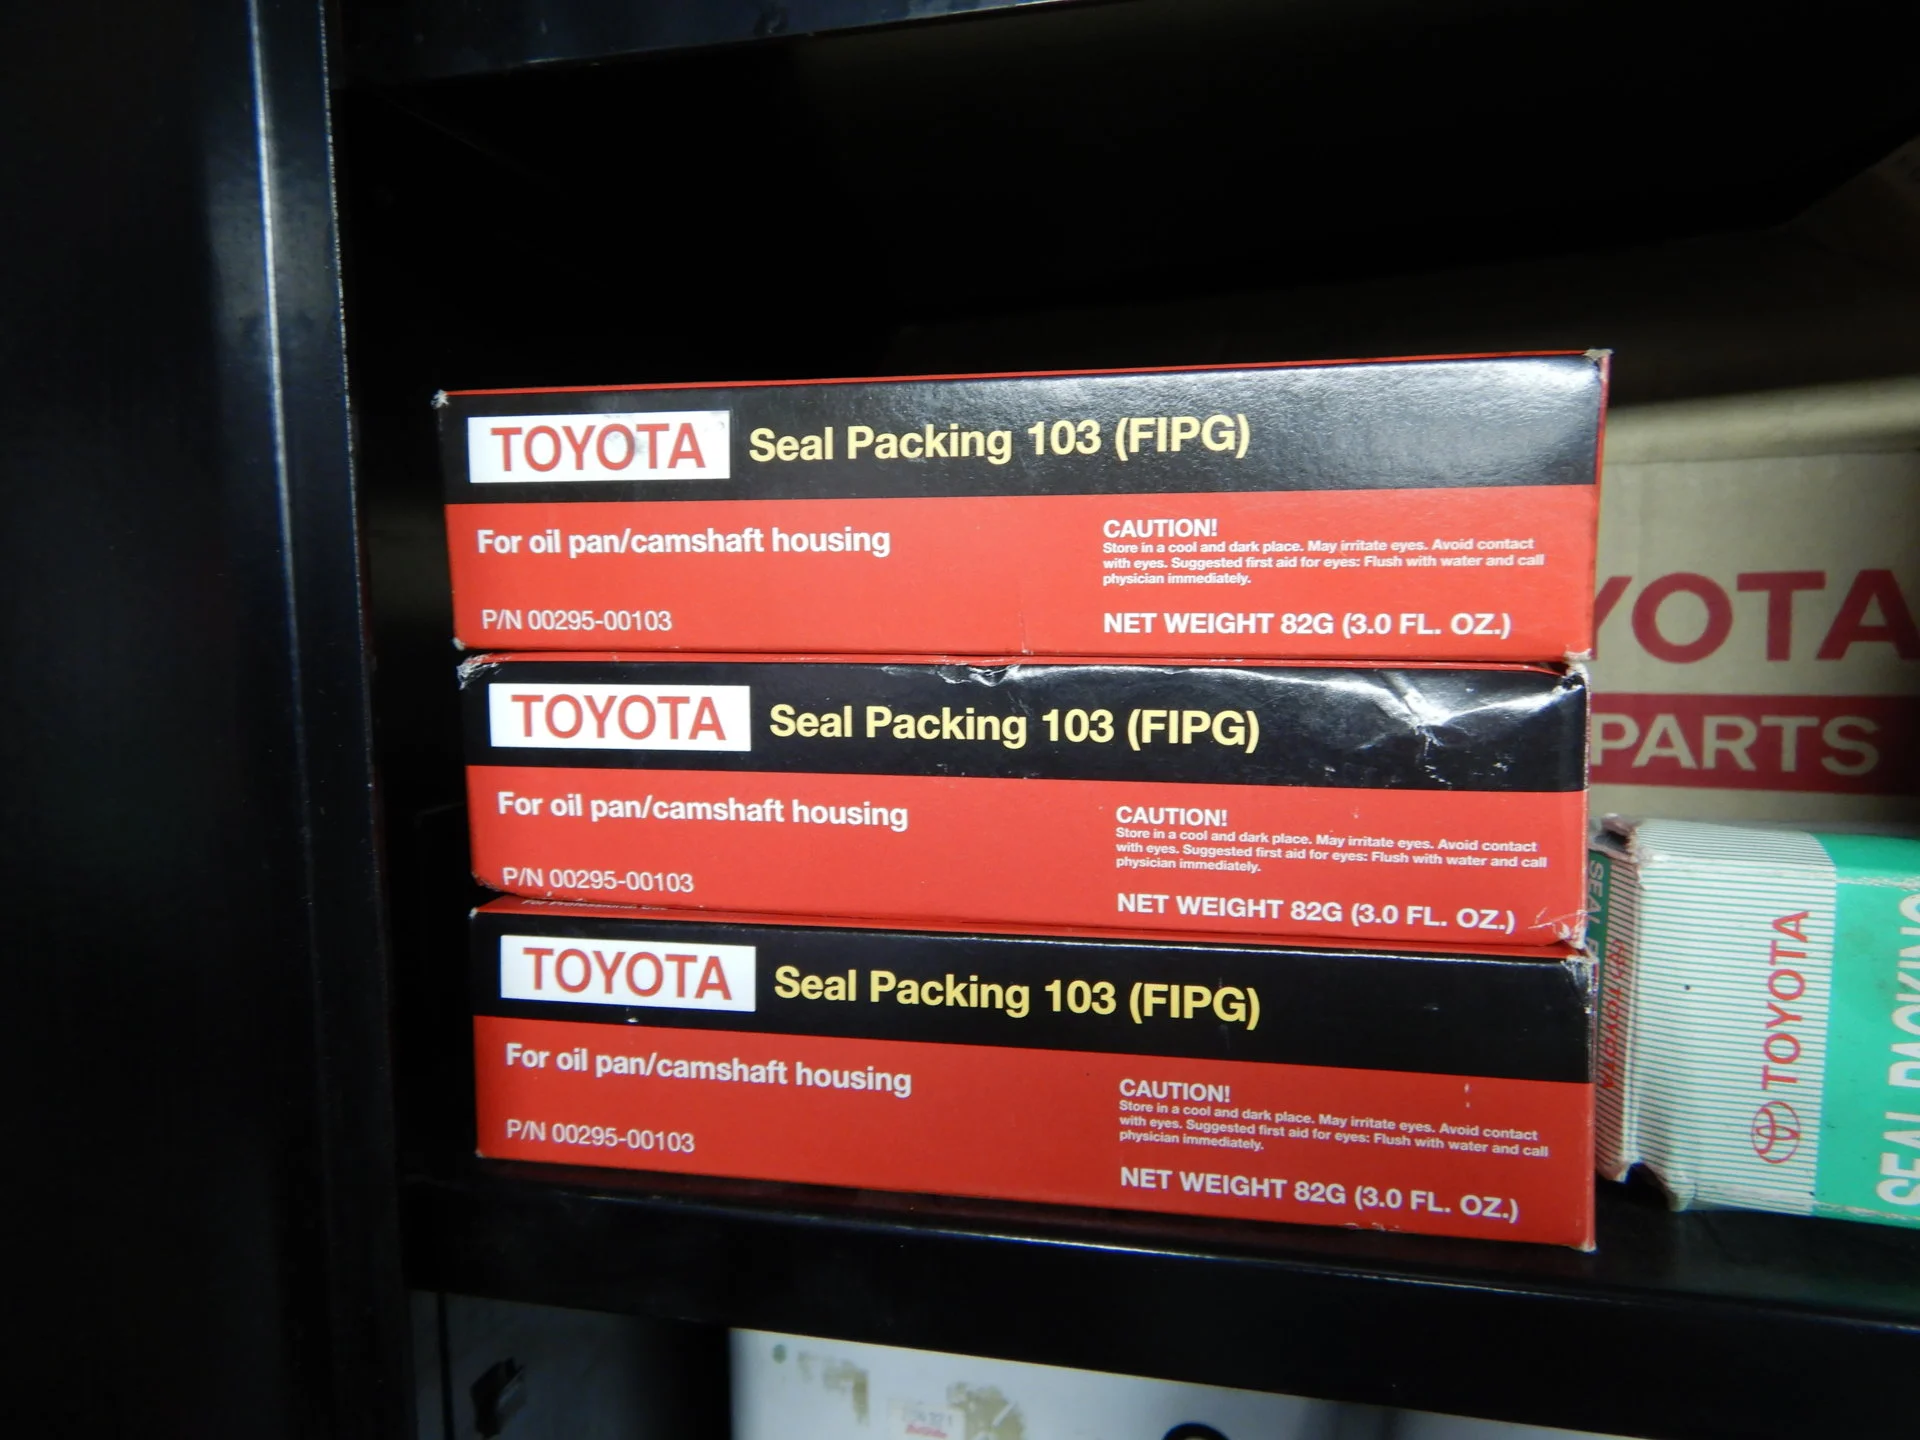 TOYOTA Seal Packing 103 (FIPG)
For oil pan/camshaft housing
CAUTION!
Store in a cool and dark place. May irritate eyes. Avoid contact
with eyes. Suggested first aid for eyes: Flush with water and call
physician immediately.
P/N 00295-00103
NET WEIGHT 82G (3.0 FL. OZ.)
TOYOTA Seal Packing 103 (FIPG)
For oil pan/camshaft housing
CAUTION!
Store in a cool and dark place. May irritate eyes. Avoid contact
with eyes. Suggested first aid for eyes: Flush with water and call
physician immediately.
P/N 00295-00103
NET WEIGHT 82G (3.0 FL. OZ.)
TOYOTA Seal Packing 103 (FIPG)
For oil pan/camshaft housing
CAUTION!
Store in a cool and dark place. May irritate eyes. Avoid contact
with eyes. Suggested first aid for eyes: Flush with water and call
physician immediately.
P/N 00295-00103
NET WEIGHT 82G (3.0 FL. OZ.)
YOTA
PARTS
TOYOTA
SEAL PACKING